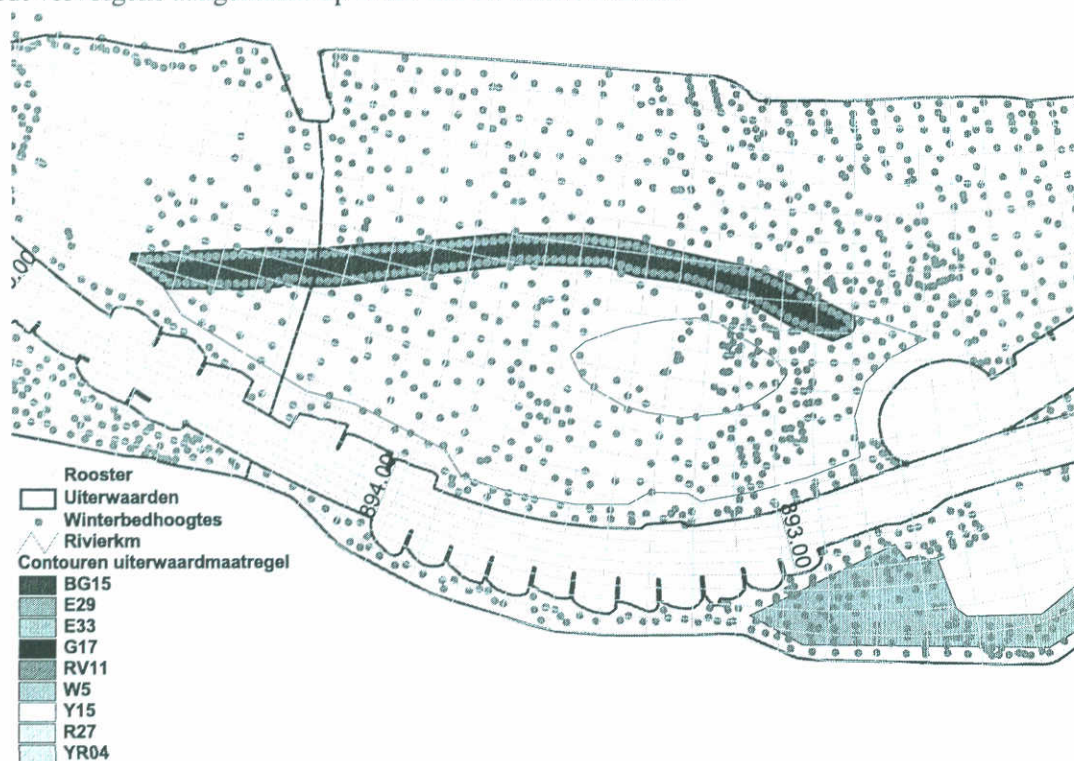 894.00
893.00
Rooster
Uiterwaarden
Winterbedhoogtes
Rivierkm
Contouren uiterwaardmaatregel
BG15
E29
E33
G17
RV11
W5
Y15
R27
YR04